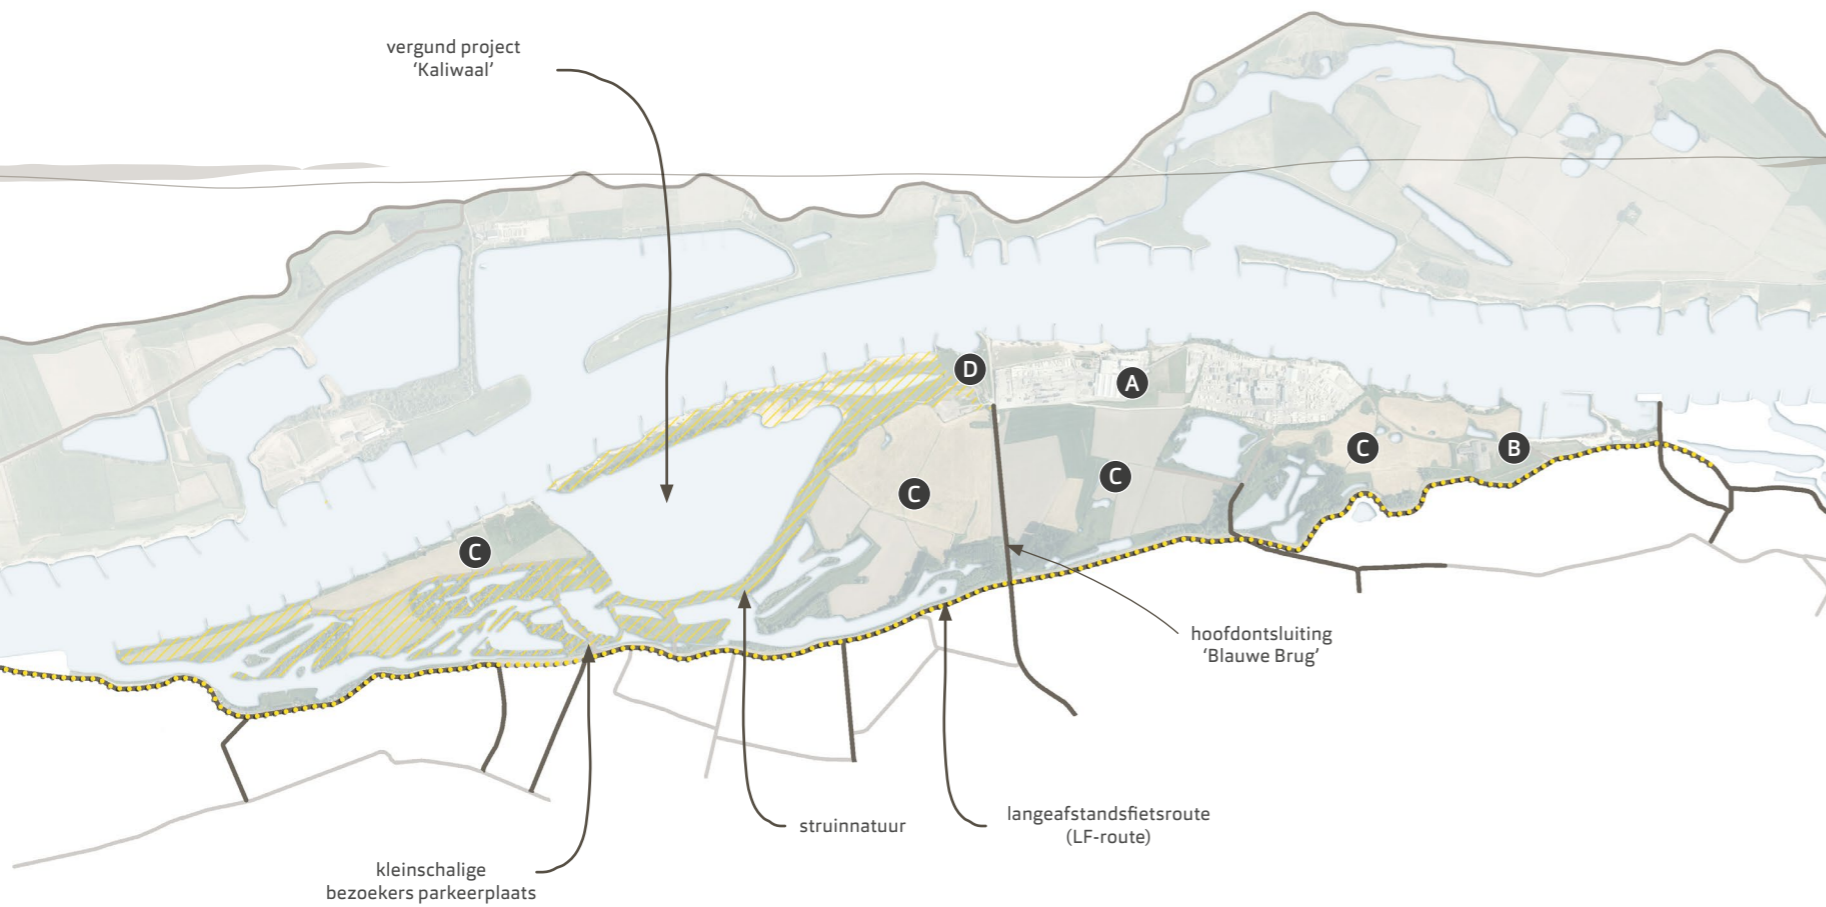 vergund project
‘Kaliwaal’
D
A
C
B
C
C
C
hoofdontsluiting
‘Blauwe Brug’
langeafstandsfietsroute
(LF-route)
struinnatuur
kleinschalige
bezoekers parkeerplaats